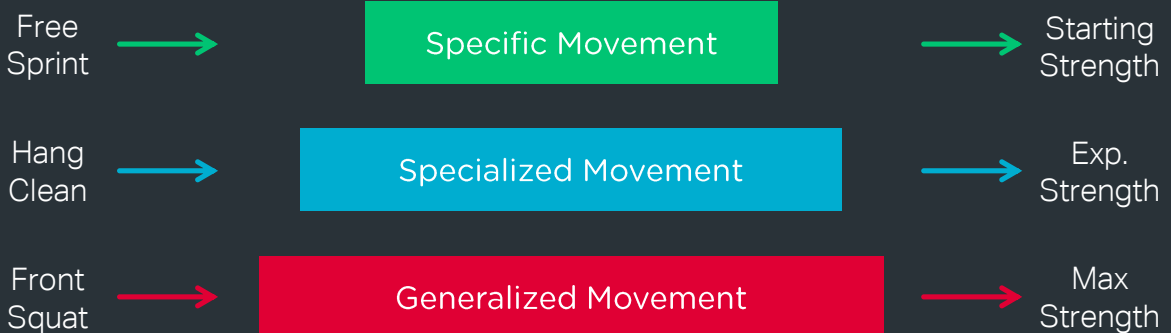 Free
Sprint
Specific Movement
Starting
Strength
Hang
Clean
Specialized Movement
Exp.
Strength
Front
Squat
Generalized Movement
Max
Strength